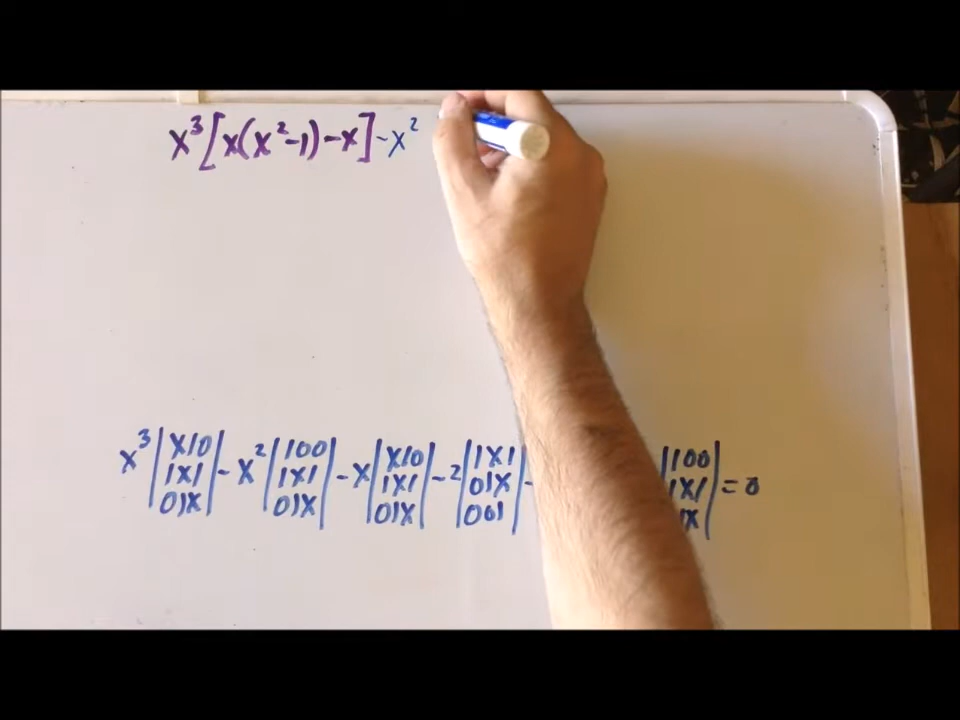 x³[x(x²-1)-x]-x²
x³|x10 1x1 01x| - x²|100 1x1 01x| - x|x10 1x1 01x| - 2|1x1 01x 001| - |100 1x1 x| = 0